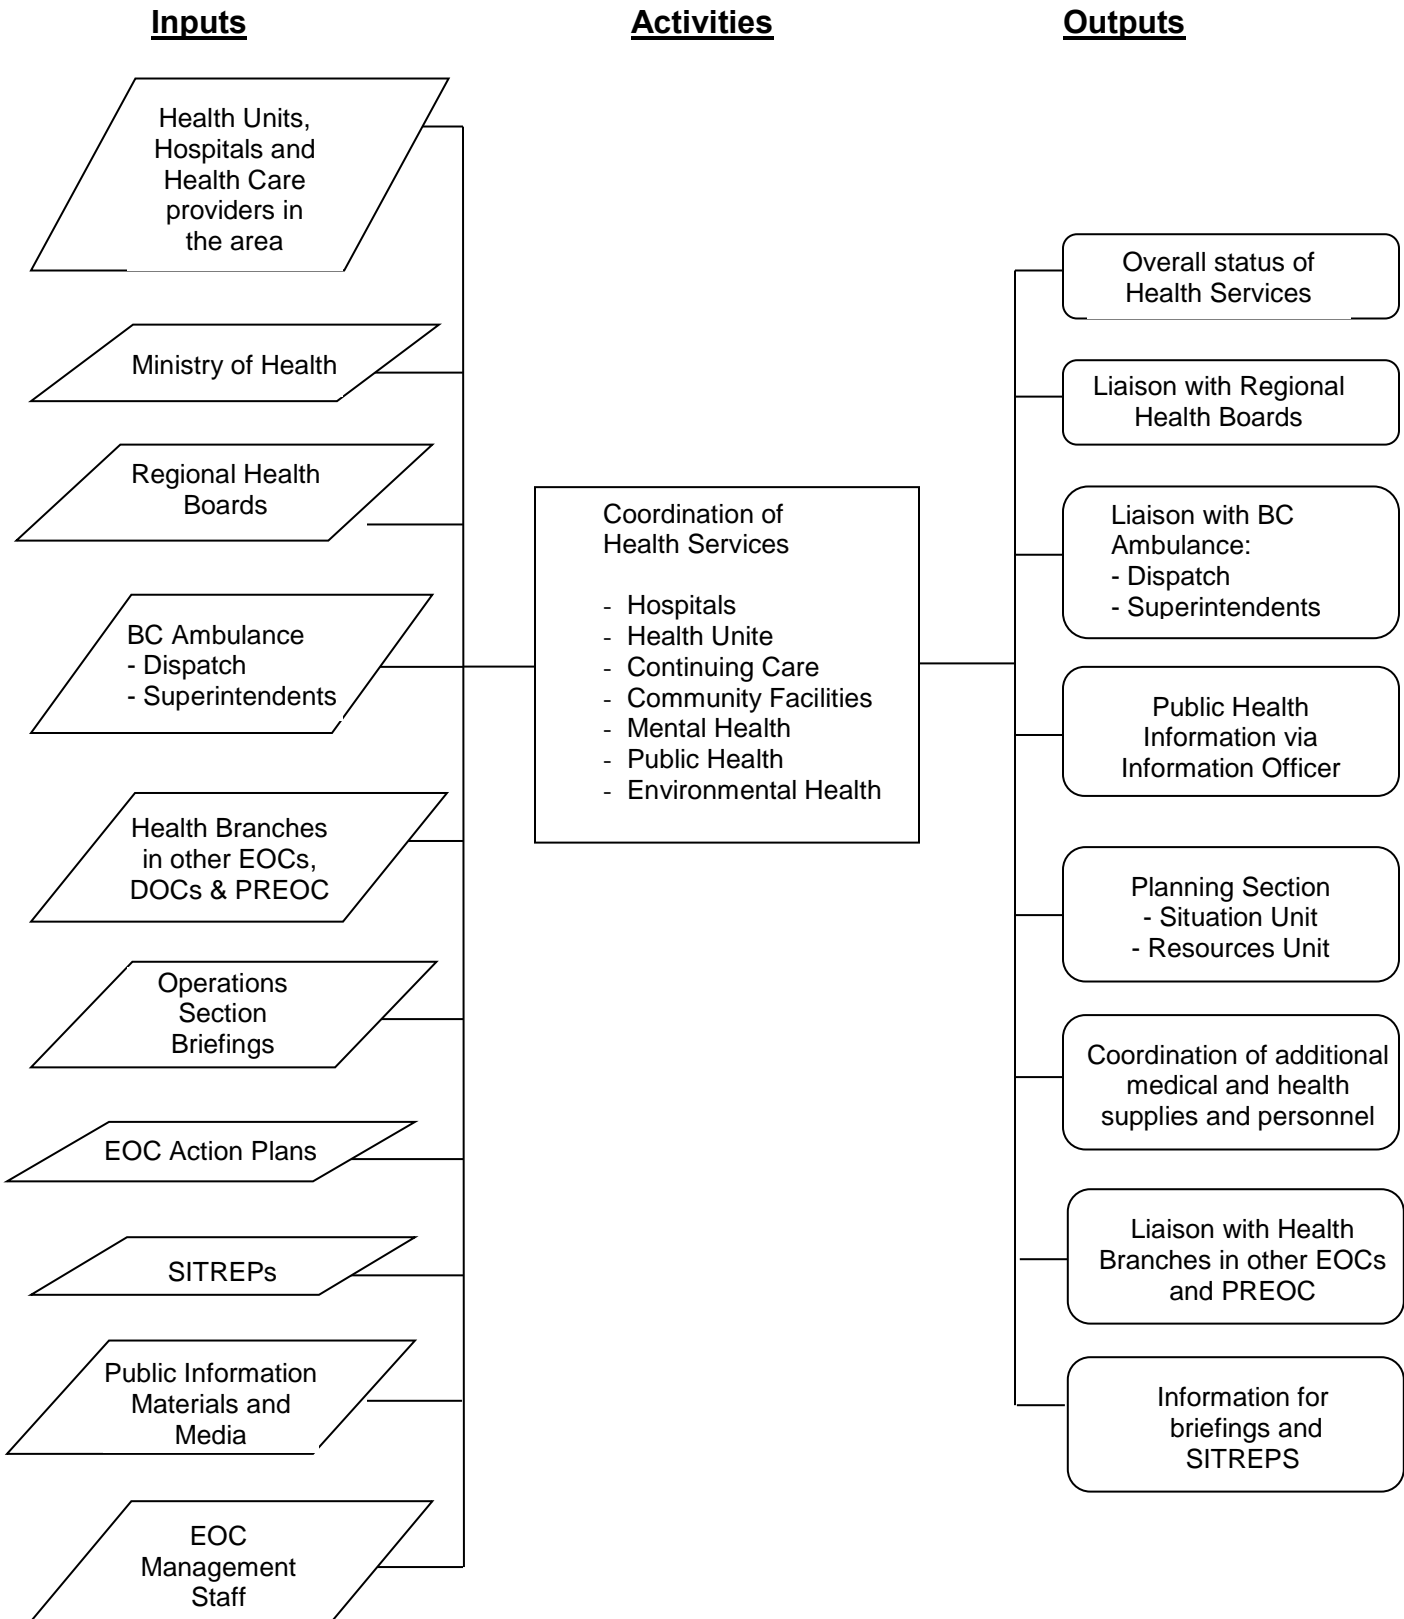 Inputs
Activities
Outputs
Health Units,
Hospitals and
Health Care
providers in
the area
Ministry of Health
Regional Health
Boards
BC Ambulance
- Dispatch
- Superintendents
Health Branches
in other EOCs,
DOCs & PREOC
Operations
Section
Briefings
EOC Action Plans
SITREPs
Public Information
Materials and
Media
EOC
Management
Staff
Coordination of
Health Services
- Hospitals
- Health Unite
- Continuing Care
- Community Facilities
- Mental Health
- Public Health
- Environmental Health
Overall status of
Health Services
Liaison with Regional
Health Boards
Liaison with BC
Ambulance:
- Dispatch
- Superintendents
Public Health
Information via
Information Officer
Planning Section
- Situation Unit
- Resources Unit
Coordination of additional
medical and health
supplies and personnel
Liaison with Health
Branches in other EOCs
and PREOC
Information for
briefings and
SITREPS